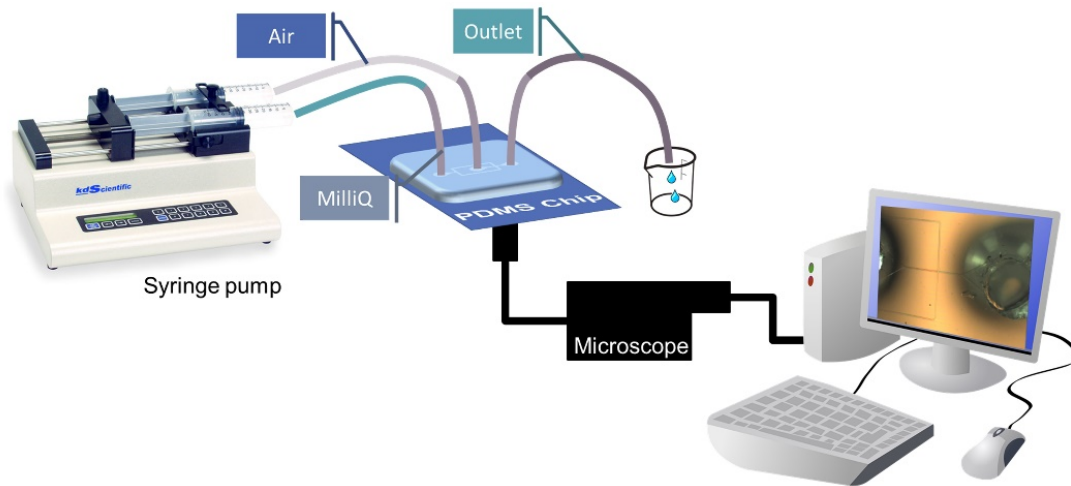 Air
Outlet
MilliQ
PDMS Chip
kdScientific
Syringe pump
Microscope